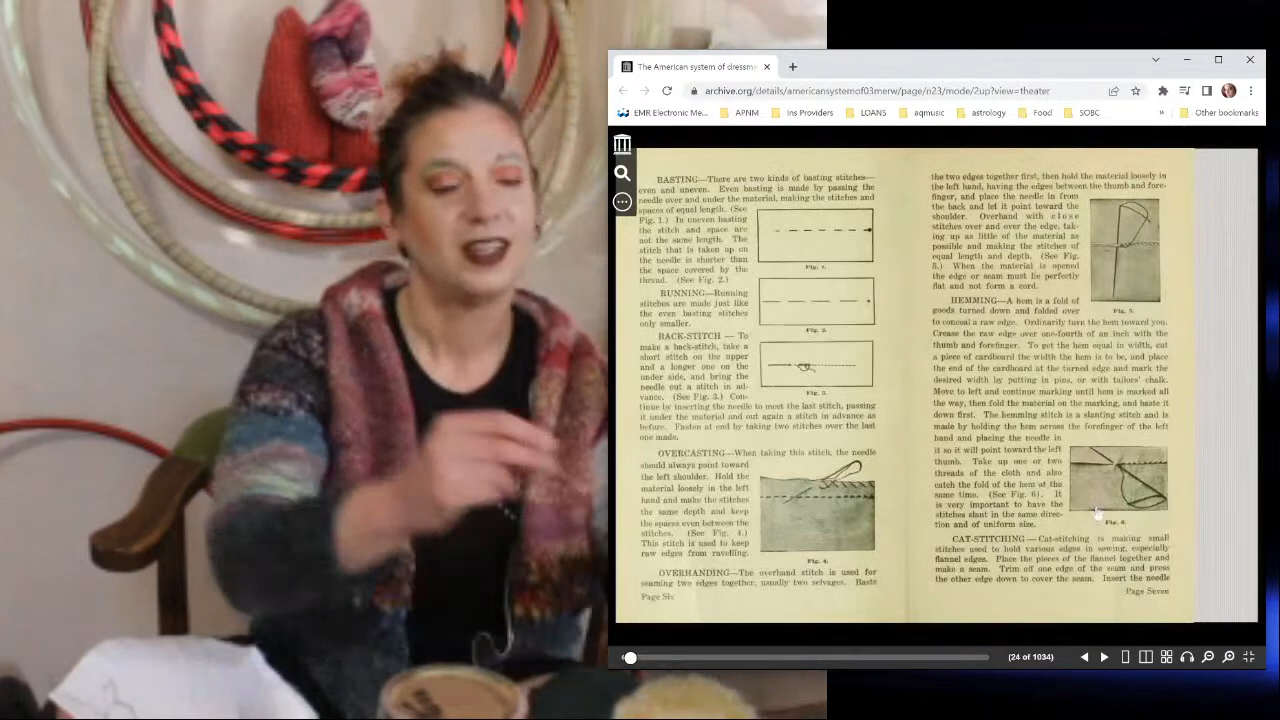 The American system of dressm
archive.org/details/americansystemof03merw/page/n23/mode/2up?view=theater
EMR Electronic Me...
APNM
Ins Providers
LOANS
aqmusic
astrology
Food
SOBC
»
Other bookmarks
BASTING—There are two kinds of basting stitches—
even and uneven. Even basting is made by passing the
needle over and under the material, making the stitches and
spaces of equal length. (See
Fig. 1.) In uneven basting
the stitch and space are
not the same length. The
stitch that is taken up on
the needle is shorter than
the space covered by the
thread. (See Fig. 2.)
Fig. 1.
RUNNING—Running
stitches are made just like
the even basting stitches
only smaller.
Fig. 2.
BACK-STITCH — To
make a back-stitch, take a
short stitch on the upper
and a longer one on the
under side, and bring the
needle out a stitch in ad-
vance. (See Fig. 3.) Con-
Fig. 3.
tinue by inserting the needle to meet the last stitch, passing
it under the material and out again a stitch in advance as
before. Fasten at end by taking two stitches over the last
one made.
OVERCASTING—When taking this stitch, the needle
should always point toward
the left shoulder. Hold the
material loosely in the left
hand and make the stitches
the same depth and keep
the spaces even between the
stitches. (See Fig. 4.)
This stitch is used to keep
raw edges from ravelling.
Fig. 4.
OVERHANDING—The overhand stitch is used for
seaming two edges together, usually two selvages. Baste
Page Six
the two edges together first, then hold the material loosely in
the left hand, having the edges between the thumb and fore-
finger, and place the needle in from
the back and let it point toward the
shoulder. Overhand with close
stitches over and over the edge, tak-
ing up as little of the material as
possible and making the stitches of
equal length and depth. (See Fig.
5.) When the material is opened
the edge or seam must lie perfectly
flat and not form a cord.
Fig. 5.
HEMMING—A hem is a fold of
goods turned down and folded over
to conceal a raw edge. Ordinarily turn the hem toward you.
Crease the raw edge over one-fourth of an inch with the
thumb and forefinger. To get the hem equal in width, cut
a piece of cardboard the width the hem is to be, and place
the end of the cardboard at the turned edge and mark the
desired width by putting in pins, or with tailors' chalk.
Move to left and continue marking until hem is marked all
the way, then fold the material on the marking, and baste it
down first. The hemming stitch is a slanting stitch and is
made by holding the hem across the forefinger of the left
hand and placing the needle in
it so it will point toward the left
thumb. Take up one or two
threads of the cloth and also
catch the fold of the hem at the
same time. (See Fig. 6). It
is very important to have the
stitches slant in the same direc-
tion and of uniform size.
Fig. 6.
CAT-STITCHING — Cat-stitching is making small
stitches used to hold various edges in sewing, especially
flannel edges. Place the pieces of the flannel together and
make a seam. Trim off one edge of the seam and press
the other edge down to cover the seam. Insert the needle
Page Seven
(24 of 1034)